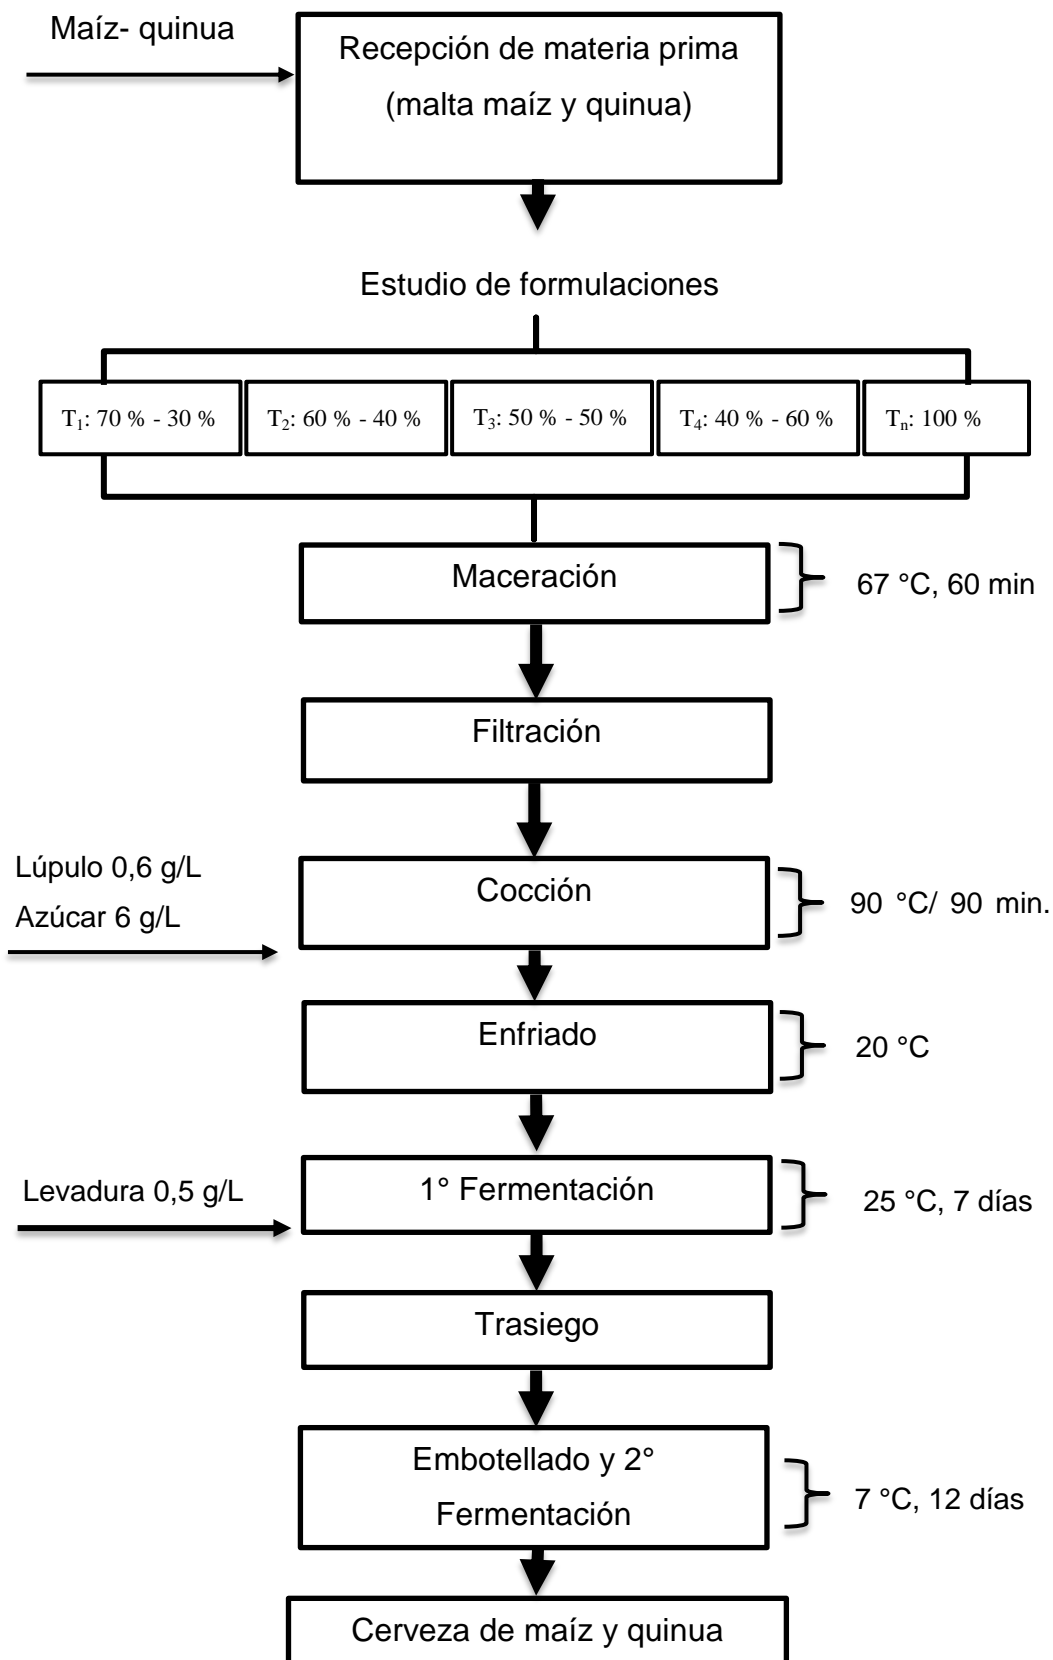 Maíz- quinua
Recepción de materia prima
(malta maíz y quinua)
Estudio de formulaciones
T₁: 70 % - 30 %
T₂: 60 % - 40 %
T₃: 50 % - 50 %
T₄: 40 % - 60 %
Tₙ: 100 %
Maceración
67 °C, 60 min
Filtración
Lúpulo 0,6 g/L
Azúcar 6 g/L
Cocción
90 °C/ 90 min.
Enfriado
20 °C
Levadura 0,5 g/L
1° Fermentación
25 °C, 7 días
Trasiego
Embotellado y 2°
Fermentación
7 °C, 12 días
Cerveza de maíz y quinua